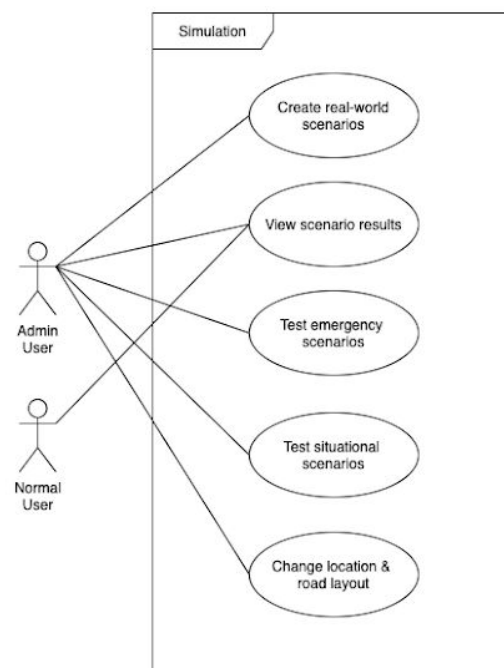 Simulation
Create real-world
scenarios
View scenario results
Admin
User
Test emergency
scenarios
Test situational
scenarios
Normal
User
Change location &
road layout